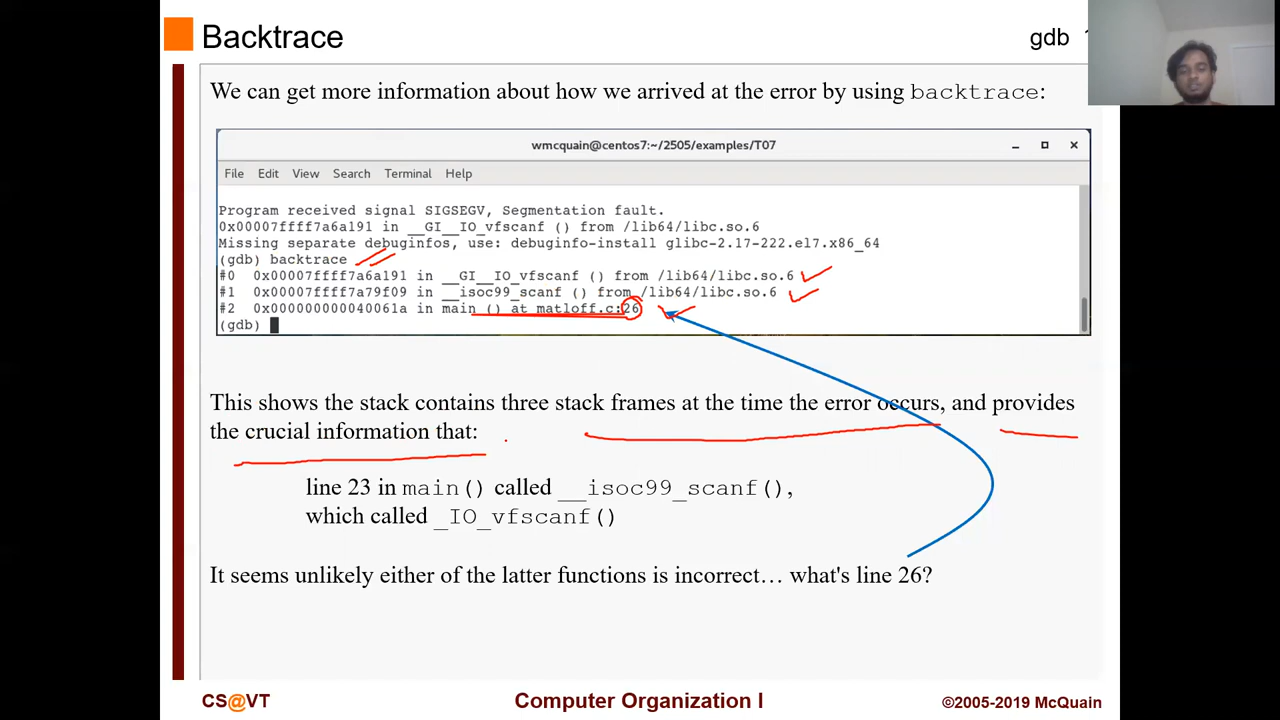 Backtrace
gdb
We can get more information about how we arrived at the error by using backtrace:
wmcquain@centos7:~/2505/examples/T07
File Edit View Search Terminal Help
Program received signal SIGSEGV, Segmentation fault.
0x00007ffff7a6a191 in __GI__IO_vfscanf () from /lib64/libc.so.6
Missing separate debuginfos, use: debuginfo-install glibc-2.17-222.el7.x86_64
(gdb) backtrace
#0 0x00007ffff7a6a191 in __GI__IO_vfscanf () from /lib64/libc.so.6
#1 0x00007ffff7a79f09 in __isoc99_scanf () from /lib64/libc.so.6
#2 0x000000000040061a in main () at matloff.c:26
(gdb)
This shows the stack contains three stack frames at the time the error occurs, and provides
the crucial information that:
line 23 in main() called __isoc99_scanf(),
which called _IO_vfscanf()
It seems unlikely either of the latter functions is incorrect… what's line 26?
CS@VT
Computer Organization I
©2005-2019 McQuain